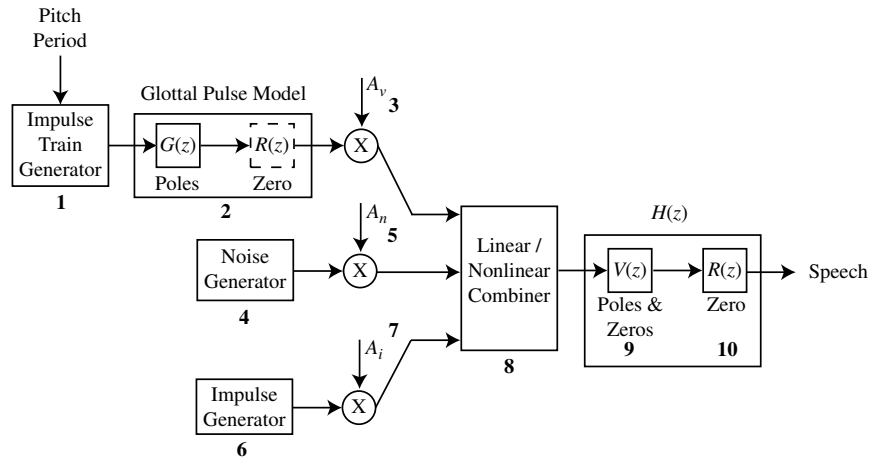 Pitch
Period
Glottal Pulse Model
A_v
3
Impulse
Train
Generator
G(z)
R(z)
X
Poles
Zero
1
2
A_n
5
H(z)
Noise
Generator
X
Linear /
Nonlinear
Combiner
V(z)
R(z)
Speech
4
Poles &
Zeros
Zero
7
9
10
A_i
8
Impulse
Generator
X
6